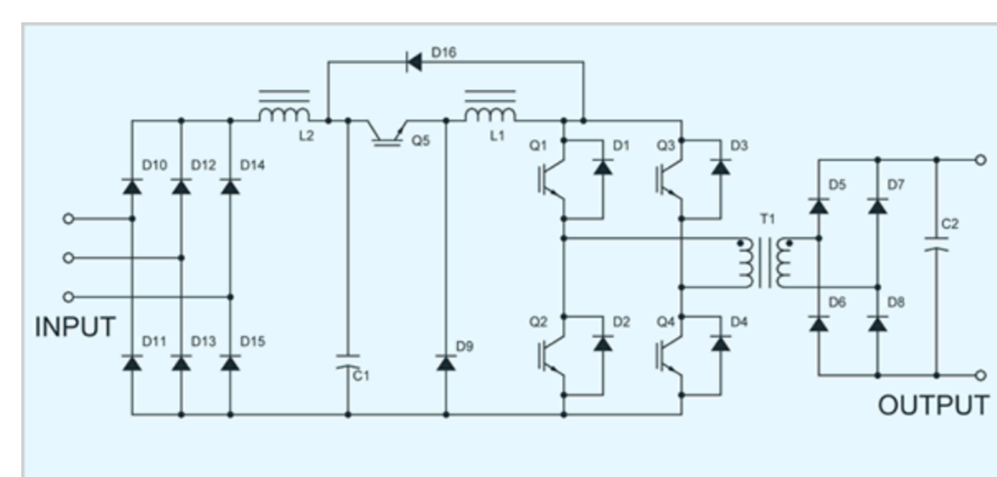 D16
L2
Q5
L1
Q1
D1
Q3
D3
D10
D12
D14
D5
D7
T1
C2
INPUT
D11
D13
D15
C1
D9
Q2
D2
Q4
D4
D6
D8
OUTPUT